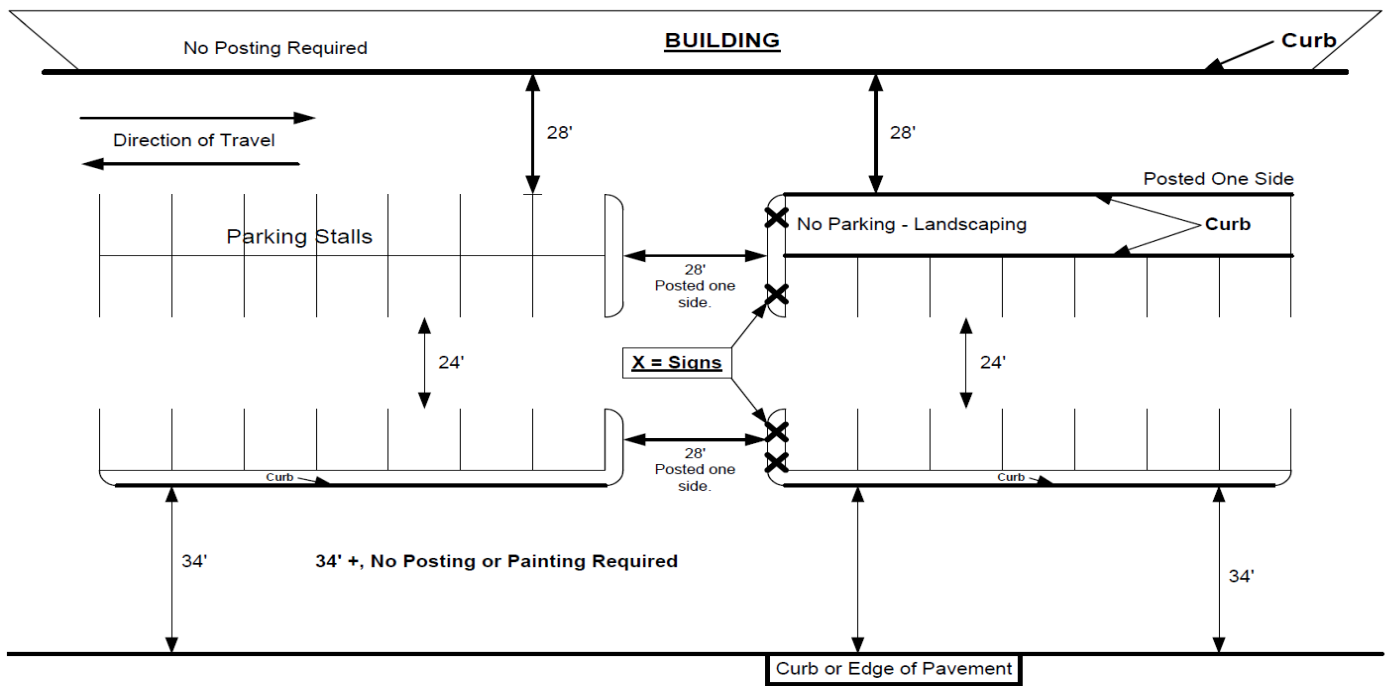 No Posting Required
BUILDING
Curb
Direction of Travel
28'
28'
Posted One Side
Parking Stalls
No Parking - Landscaping
Curb
28'
Posted one
side.
24'
X = Signs
24'
28'
Posted one
side.
Curb
Curb
34'
34' +, No Posting or Painting Required
34'
Curb or Edge of Pavement